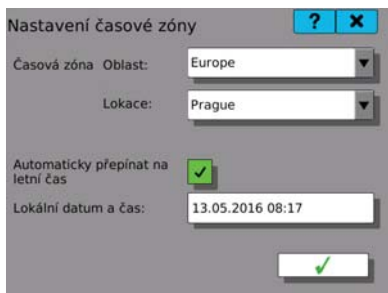 Nastavení časové zóny
?
Časová zóna Oblast: Europe
Lokace: Prague
Automaticky přepínat na
letní čas
Lokální datum a čas: 13.05.2016 08:17